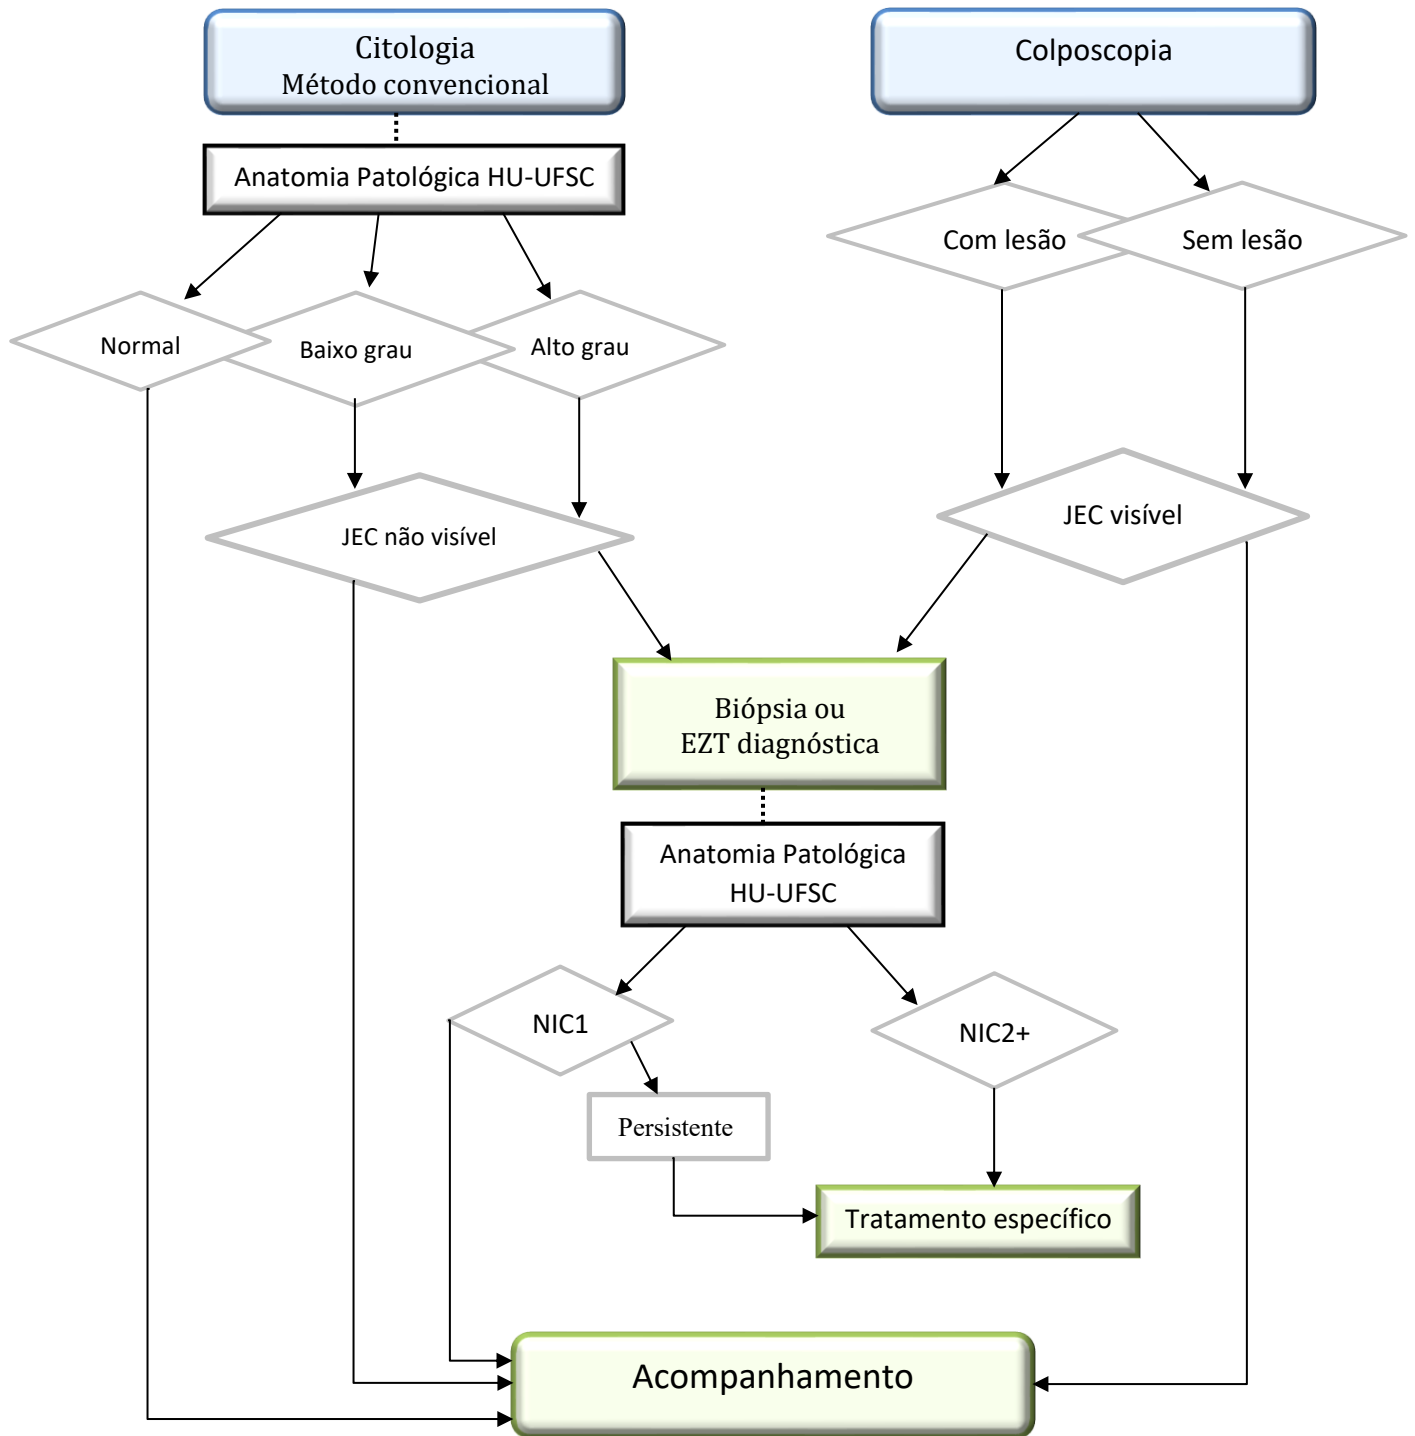 Citologia
Método convencional
Colposcopia
Anatomia Patológica HU-UFSC
Com lesão
Sem lesão
Normal
Baixo grau
Alto grau
JEC não visível
JEC visível
Biópsia ou
EZT diagnóstica
Anatomia Patológica
HU-UFSC
NIC1
NIC2+
Persistente
Tratamento específico
Acompanhamento